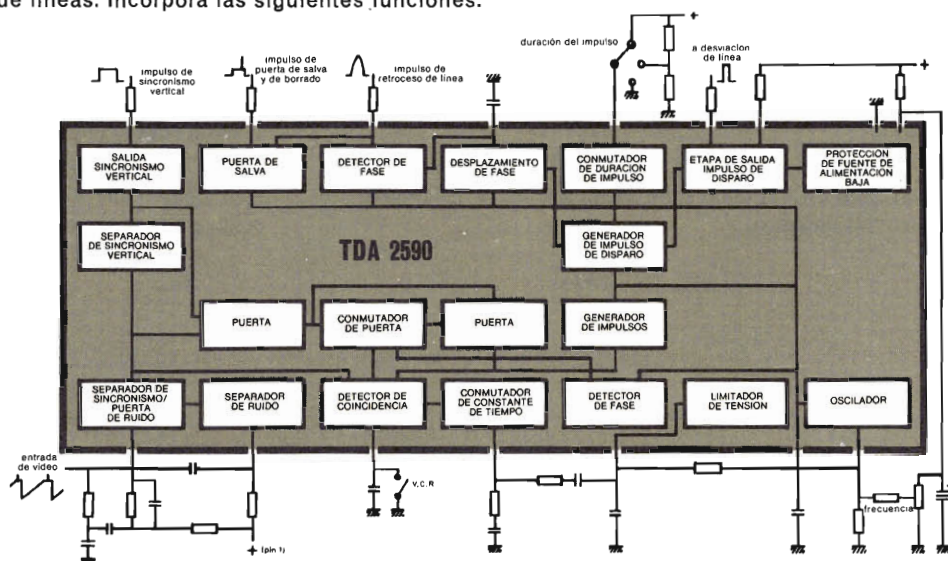 de líneas. Incorpora las siguientes funciones:
duración del impulso
+
a desviación
de línea
+
impulso de
sincronismo
vertical
impulso de
puerta de salva
y de borrado
impulso de
retroceso de línea
SALIDA
SINCRONISMO
VERTICAL
PUERTA DE
SALVA
DETECTOR DE
FASE
DESPLAZAMIENTO
DE FASE
CONMUTADOR
DE DURACION DE
IMPULSO
ETAPA DE SALIDA
IMPULSO DE
DISPARO
PROTECCION
DE FUENTE DE
ALIMENTACION
BAJA
SEPARADOR
DE SINCRONISMO
VERTICAL
TDA 2590
GENERADOR
DE IMPULSO
DE DISPARO
PUERTA
CONMUTADOR
DE PUERTA
PUERTA
GENERADOR
DE IMPULSOS
SEPARADOR DE
SINCRONISMO/
PUERTA
DE RUIDO
SEPARADOR
DE RUIDO
DETECTOR DE
COINCIDENCIA
CONMUTADOR
DE CONSTANTE
DE TIEMPO
DETECTOR DE
FASE
LIMITADOR
DE TENSION
OSCILADOR
entrada
de video
V.C.R
frecuencia
+ (pin 1)